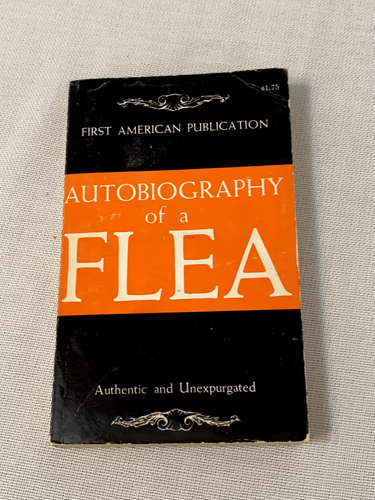 $1.75
FIRST AMERICAN PUBLICATION
AUTOBIOGRAPHY
of a
FLEA
Authentic and Unexpurgated